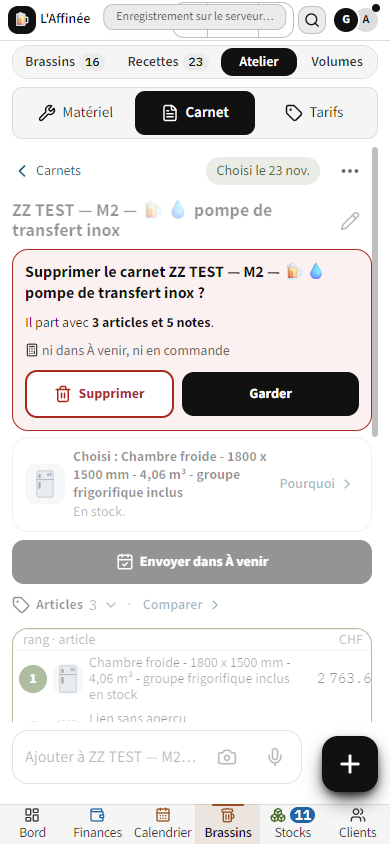 L'Affinée
Enregistrement sur le serveur…
G
A
Brassins 16
Recettes 23
Atelier
Volumes
Matériel
Carnet
Tarifs
Carnets
Choisi le 23 nov.
ZZ TEST — M2 — 🍺 💧 pompe de
transfert inox
Supprimer le carnet ZZ TEST — M2 — 🍺 💧
pompe de transfert inox ?
Il part avec 3 articles et 5 notes.
ni dans À venir, ni en commande
Supprimer
Garder
Choisi : Chambre froide - 1800 x
1500 mm - 4,06 m³ - groupe
frigorifique inclus
En stock.
Pourquoi
Envoyer dans À venir
Articles 3 · Comparer
rang · article
CHF
1
Chambre froide - 1800 x 1500 mm -
4,06 m³ - groupe frigorifique inclus
en stock
2 763.6
Lien sans aperçu
Ajouter à ZZ TEST — M2…
Bord
Finances
Calendrier
Brassins
Stocks
11
Clients